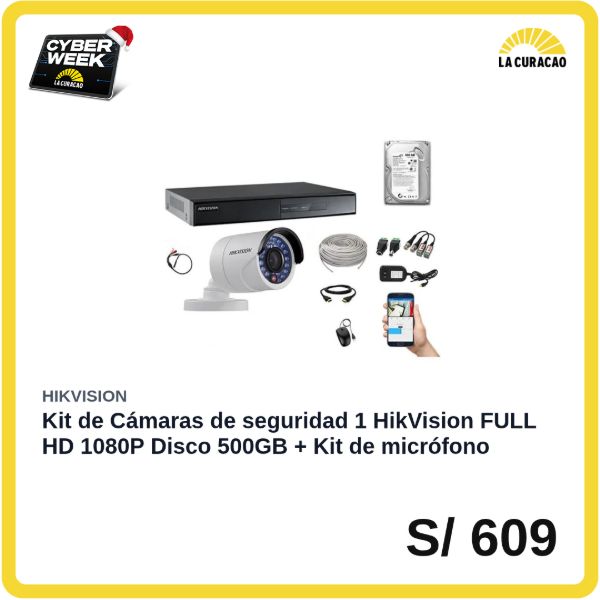 CYBER
WEEK
LA CURACAO
LA CURACAO
HIKVISION
HIKVISION
HIKVISION
Kit de Cámaras de seguridad 1 HikVision FULL
HD 1080P Disco 500GB + Kit de micrófono
S/ 609